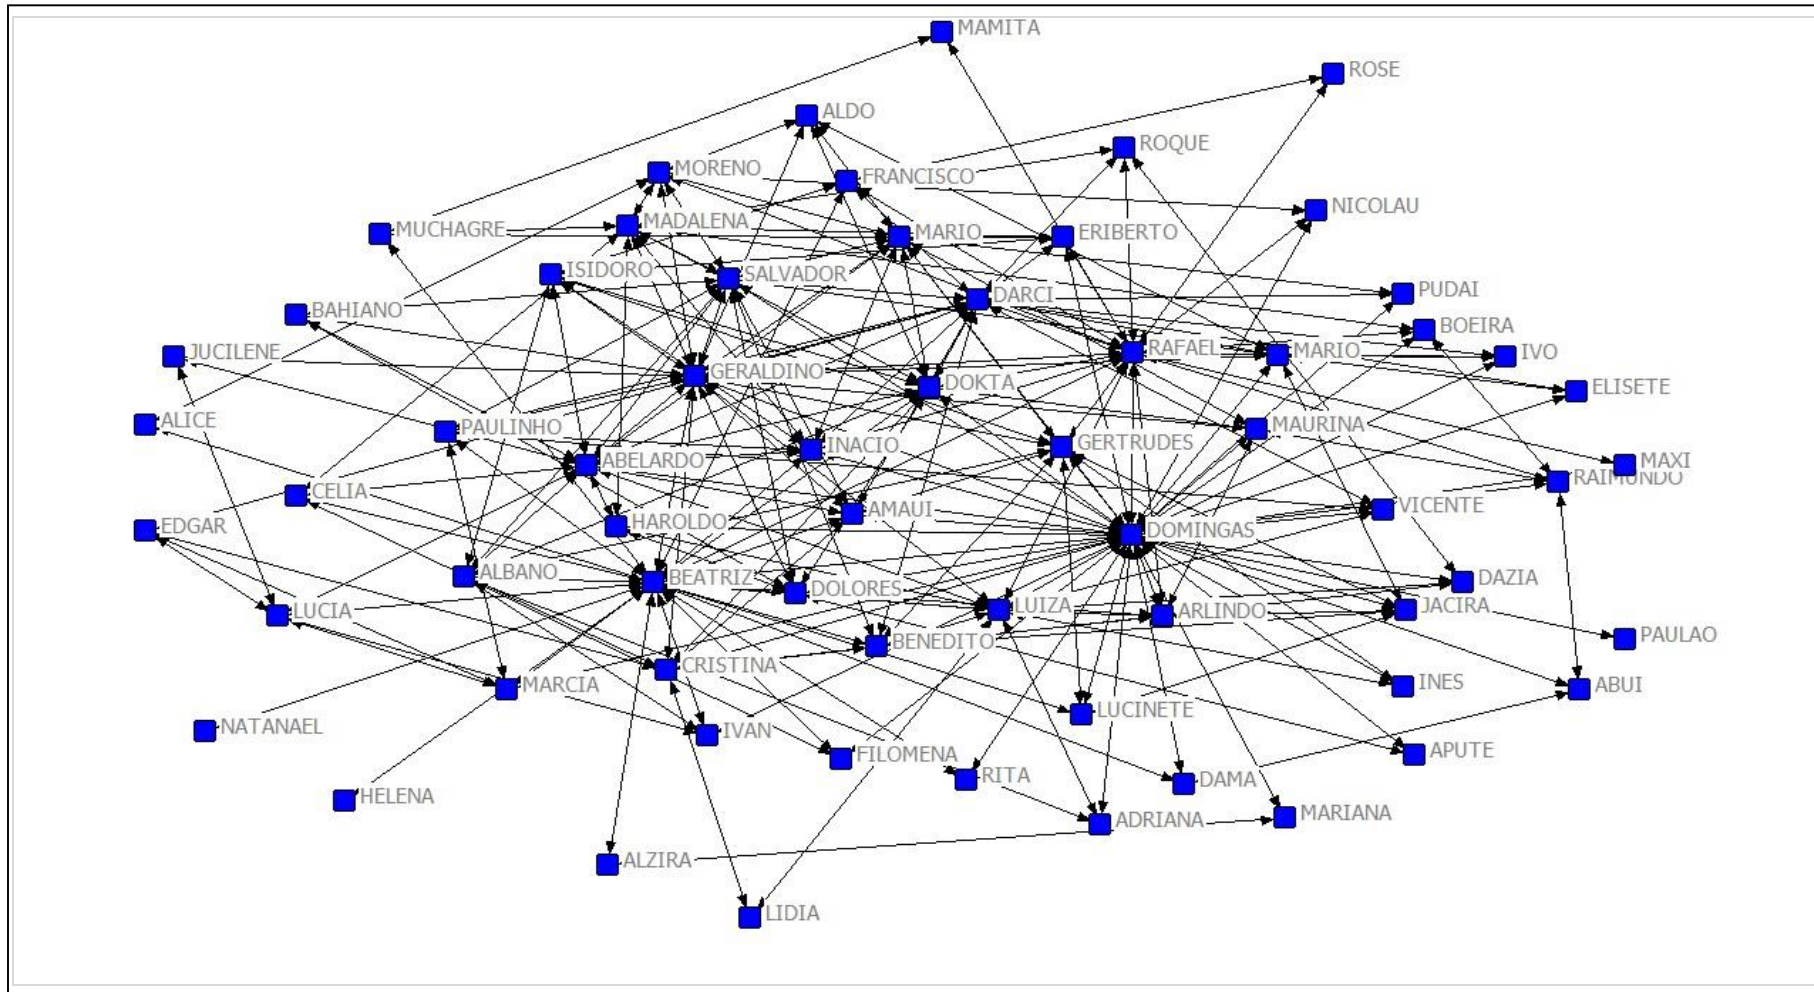 MAMITA
ROSE
ALDO
ROQUE
MORENO
FRANCISCO
NICOLAU
MUCHAGRE
MADALENA
MARIO
ERIBERTO
ISIDORO
SALVADOR
DARCI
PUDAI
BAHIANO
BOEIRA
JUCILENE
RAFAEL
MARIO
IVO
GERALDINO
DOKTA
ELISETE
ALICE
PAULINHO
INACIO
GERTRUDES
MAURINA
ABELARDO
MAXI
RAIMUNDO
CELIA
VICENTE
EDGAR
HAROLDO
AMAUI
DOMINGAS
ALBANO
BEATRIZ
DOLORES
DAZIA
LUCIA
LUIZA
ARLINDO
JACIRA
BENEDITO
PAULAO
CRISTINA
MARCIA
INES
ABUI
NATANAEL
IVAN
LUCINETE
FILOMENA
APUTE
RITA
DAMA
HELENA
ADRIANA
MARIANA
ALZIRA
LIDIA